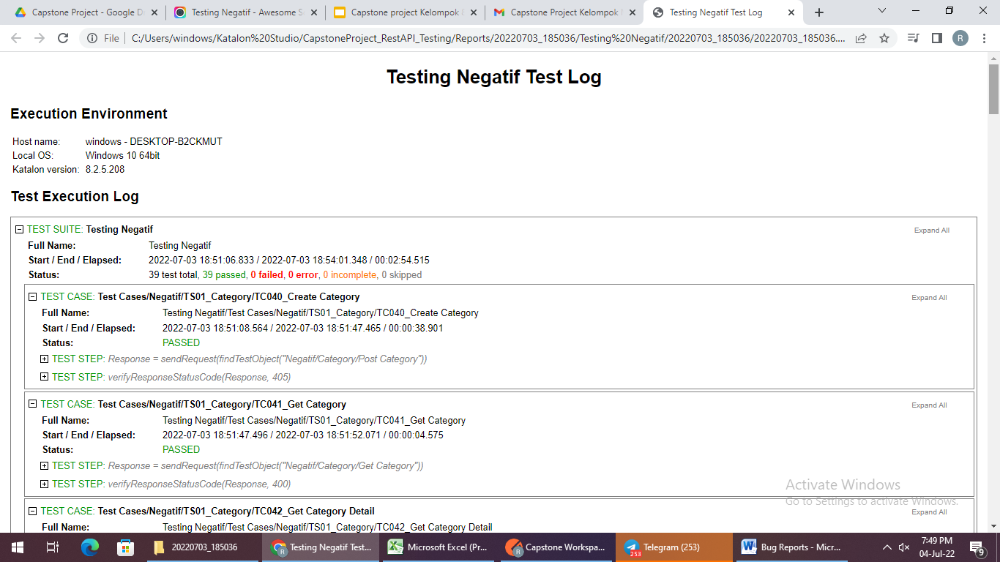 Capstone Project - Google D
Testing Negatif - Awesome S
Capstone project Kelompok
Capstone Project Kelompok
Testing Negatif Test Log
File
C:/Users/windows/Katalon%20Studio/CapstoneProject_RestAPI_Testing/Reports/20220703_185036/Testing%20Negatif/20220703_185036/20220703_185036....
R
Testing Negatif Test Log
Execution Environment
Host name: windows - DESKTOP-B2CKMUT
Local OS: Windows 10 64bit
Katalon version: 8.2.5.208
Test Execution Log
TEST SUITE: Testing Negatif Expand All
Full Name: Testing Negatif
Start / End / Elapsed: 2022-07-03 18:51:06.833 / 2022-07-03 18:54:01.348 / 00:02:54.515
Status: 39 test total, 39 passed, 0 failed, 0 error, 0 incomplete, 0 skipped
TEST CASE: Test Cases/Negatif/TS01_Category/TC040_Create Category Expand All
Full Name: Testing Negatif/Test Cases/Negatif/TS01_Category/TC040_Create Category
Start / End / Elapsed: 2022-07-03 18:51:08.564 / 2022-07-03 18:51:47.465 / 00:00:38.901
Status: PASSED
TEST STEP: Response = sendRequest(findTestObject("Negatif/Category/Post Category"))
TEST STEP: verifyResponseStatusCode(Response, 405)
TEST CASE: Test Cases/Negatif/TS01_Category/TC041_Get Category Expand All
Full Name: Testing Negatif/Test Cases/Negatif/TS01_Category/TC041_Get Category
Start / End / Elapsed: 2022-07-03 18:51:47.496 / 2022-07-03 18:51:52.071 / 00:00:04.575
Status: PASSED
TEST STEP: Response = sendRequest(findTestObject("Negatif/Category/Get Category"))
TEST STEP: verifyResponseStatusCode(Response, 400)
Activate Windows
Go to Settings to activate Windows.
TEST CASE: Test Cases/Negatif/TS01_Category/TC042_Get Category Detail Expand All
Full Name: Testing Negatif/Test Cases/Negatif/TS01_Category/TC042_Get Category Detail
20220703_185036
Testing Negatif Test...
Microsoft Excel (Pr...
Capstone Workspa...
Telegram (253)
253
Bug Reports - Micr...
7:49 PM
04-Jul-22
9